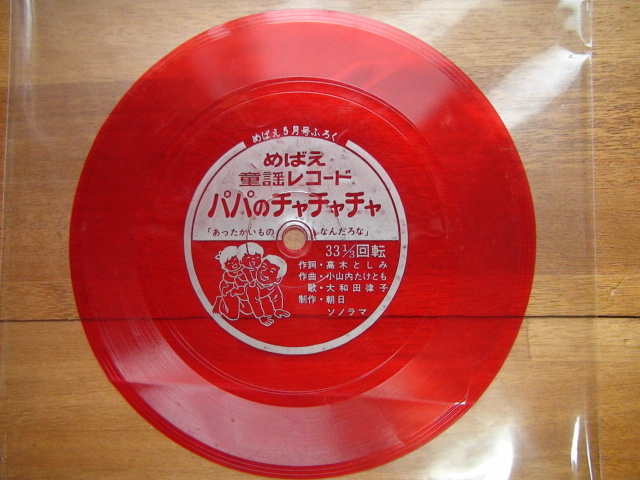 めばえ5月号ふろく
めばえ
童謡レコード
パパのチャチャチャ
「あったかいもの なんだろな」
33 1/3回転
作詞・高木としみ
作曲・小山内たけとも
歌・大和田律子
制作・朝日
ソノラマ